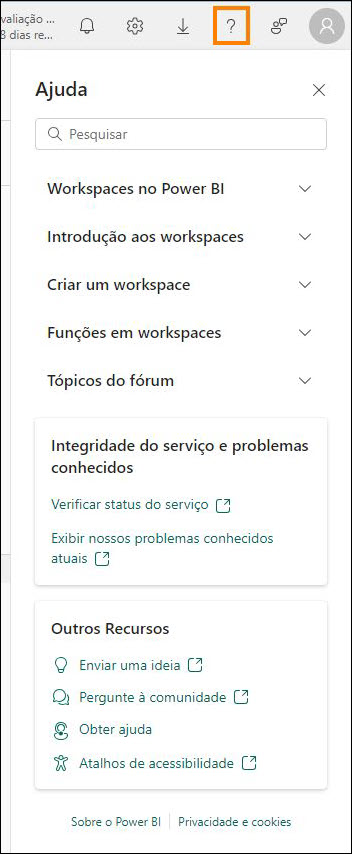 valiação ...
8 dias re...
?
Ajuda
Pesquisar
Workspaces no Power BI
Introdução aos workspaces
Criar um workspace
Funções em workspaces
Tópicos do fórum
Integridade do serviço e problemas
conhecidos
Verificar status do serviço
Exibir nossos problemas conhecidos
atuais
Outros Recursos
Enviar uma ideia
Pergunte à comunidade
Obter ajuda
Atalhos de acessibilidade
Sobre o Power BI Privacidade e cookies